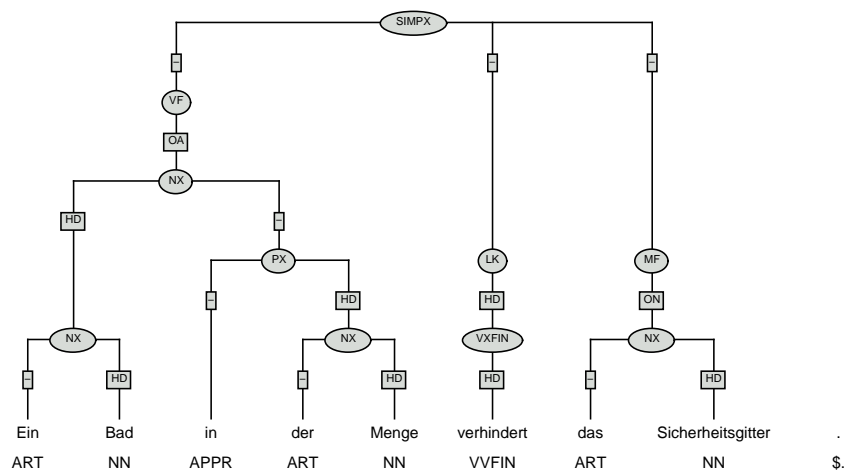 SIMPX
– – –
VF
OA
NX
HD –
PX LK MF
– HD HD ON
NX NX VXFIN NX
– HD – HD HD – HD
Ein Bad in der Menge verhindert das Sicherheitsgitter .
ART NN APPR ART NN VVFIN ART NN $.